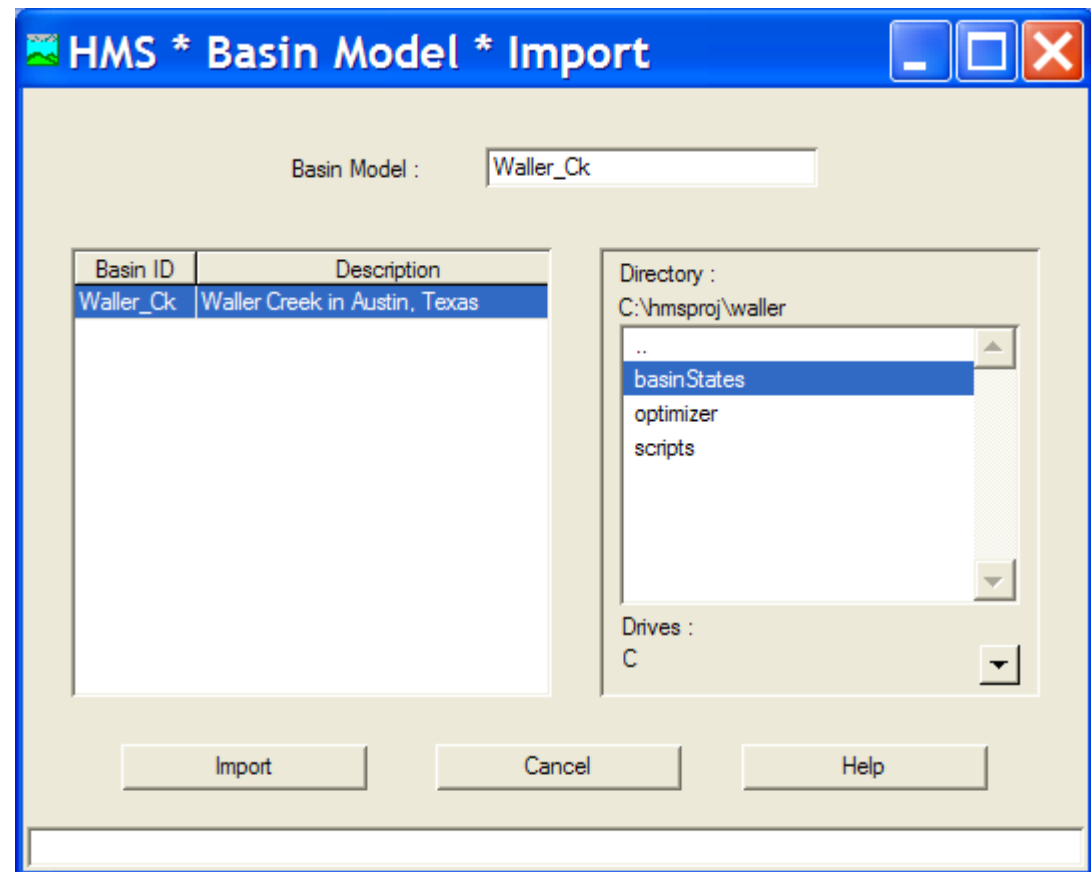 HMS * Basin Model * Import
Basin Model :
Waller_Ck
Basin ID
Description
Waller_Ck
Waller Creek in Austin, Texas
Directory :
C:\hmsproj\waller
..
basinStates
optimizer
scripts
Drives :
C
Import
Cancel
Help